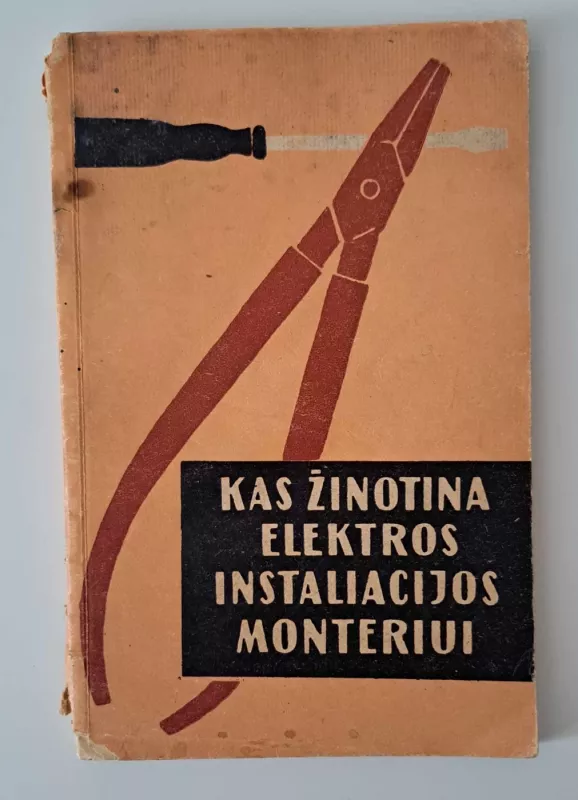 KAS ŽINOTINA
ELEKTROS
INSTALIACIJOS
MONTERIUI